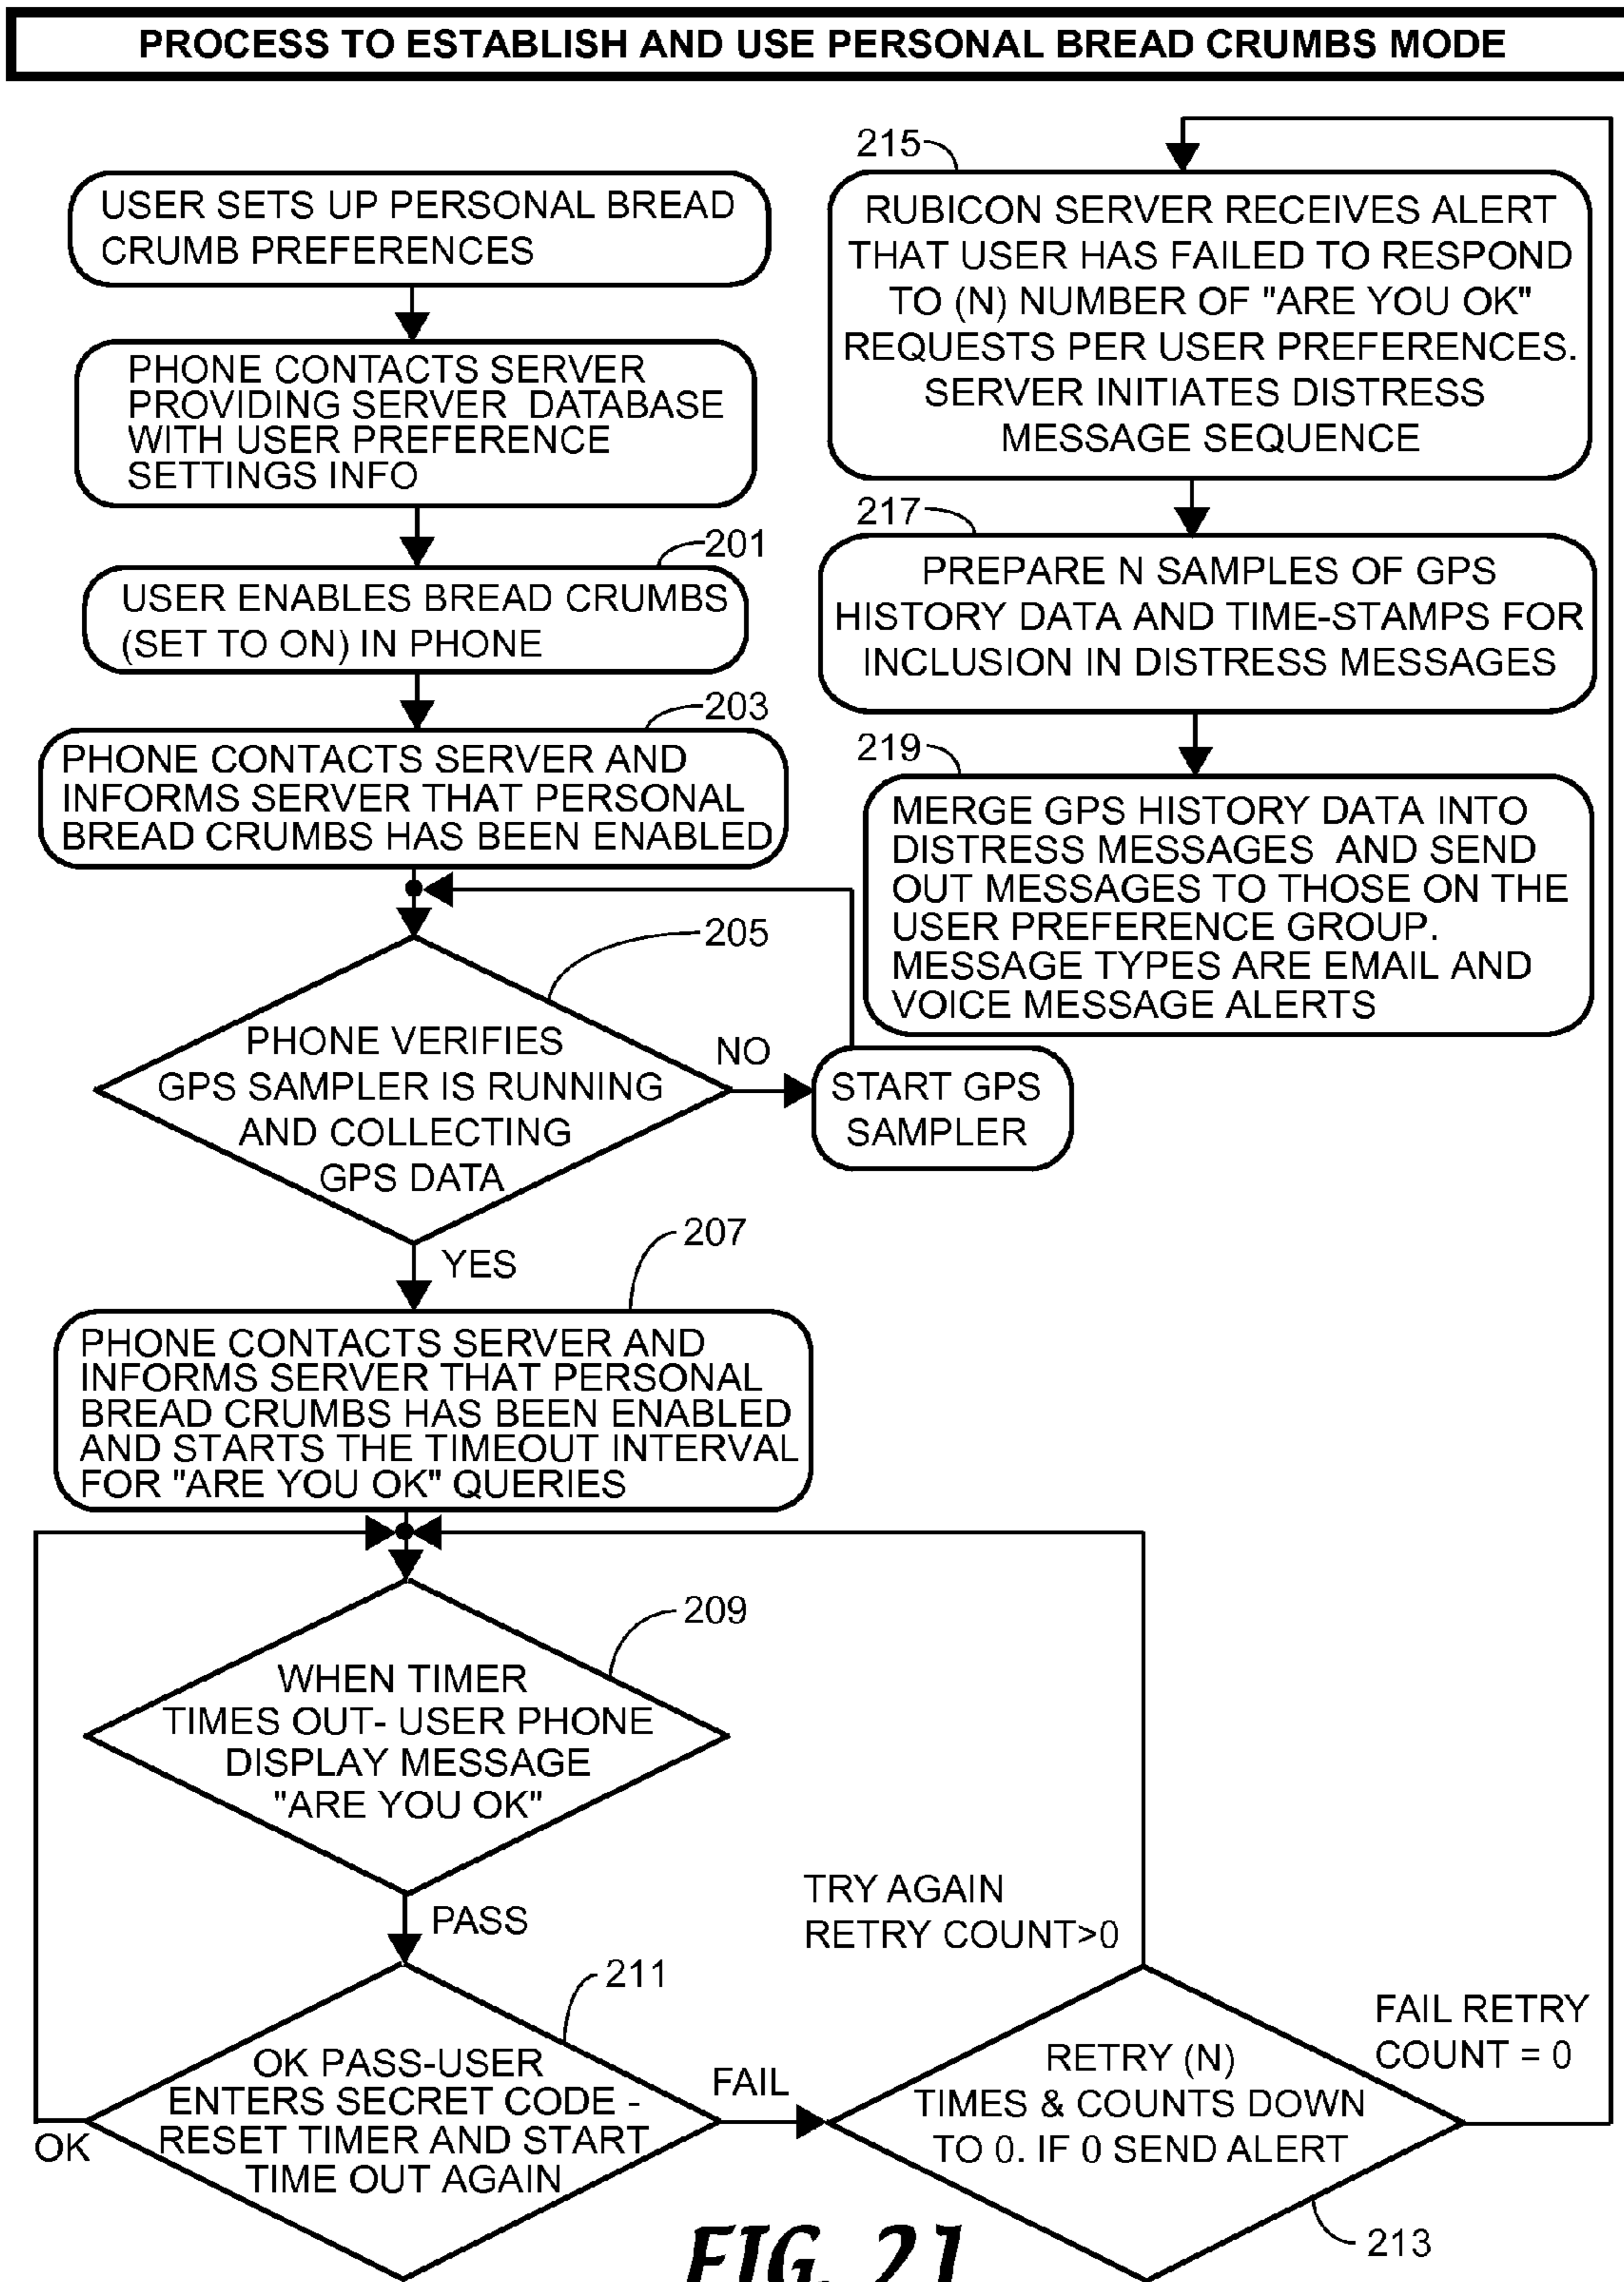 PROCESS TO ESTABLISH AND USE PERSONAL BREAD CRUMBS MODE
USER SETS UP PERSONAL BREAD
CRUMB PREFERENCES
PHONE CONTACTS SERVER
PROVIDING SERVER DATABASE
WITH USER PREFERENCE
SETTINGS INFO
201
USER ENABLES BREAD CRUMBS
(SET TO ON) IN PHONE
203
PHONE CONTACTS SERVER AND
INFORMS SERVER THAT PERSONAL
BREAD CRUMBS HAS BEEN ENABLED
205
PHONE VERIFIES
GPS SAMPLER IS RUNNING
AND COLLECTING
GPS DATA
NO
START GPS
SAMPLER
YES
207
PHONE CONTACTS SERVER AND
INFORMS SERVER THAT PERSONAL
BREAD CRUMBS HAS BEEN ENABLED
AND STARTS THE TIMEOUT INTERVAL
FOR "ARE YOU OK" QUERIES
209
WHEN TIMER
TIMES OUT- USER PHONE
DISPLAY MESSAGE
"ARE YOU OK"
PASS
211
OK PASS-USER
ENTERS SECRET CODE -
RESET TIMER AND START
TIME OUT AGAIN
OK
FAIL
TRY AGAIN
RETRY COUNT>0
RETRY (N)
TIMES & COUNTS DOWN
TO 0. IF 0 SEND ALERT
213
FAIL RETRY
COUNT = 0
215
RUBICON SERVER RECEIVES ALERT
THAT USER HAS FAILED TO RESPOND
TO (N) NUMBER OF "ARE YOU OK"
REQUESTS PER USER PREFERENCES.
SERVER INITIATES DISTRESS
MESSAGE SEQUENCE
217
PREPARE N SAMPLES OF GPS
HISTORY DATA AND TIME-STAMPS FOR
INCLUSION IN DISTRESS MESSAGES
219
MERGE GPS HISTORY DATA INTO
DISTRESS MESSAGES AND SEND
OUT MESSAGES TO THOSE ON THE
USER PREFERENCE GROUP.
MESSAGE TYPES ARE EMAIL AND
VOICE MESSAGE ALERTS
FIG. 21